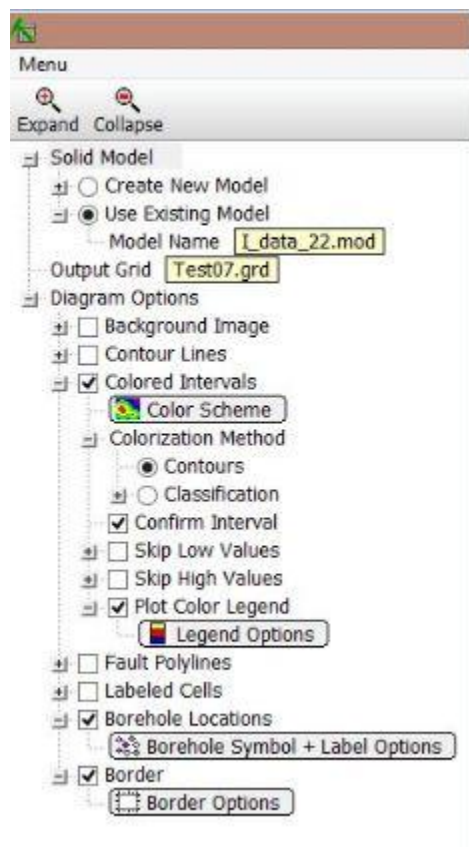 Menu
Expand Collapse
Solid Model
Create New Model
Use Existing Model
Model Name I_data_22.mod
Output Grid Test07.grd
Diagram Options
Background Image
Contour Lines
Colored Intervals
Color Scheme
Colorization Method
Contours
Classification
Confirm Interval
Skip Low Values
Skip High Values
Plot Color Legend
Legend Options
Fault Polylines
Labeled Cells
Borehole Locations
Borehole Symbol + Label Options
Border
Border Options